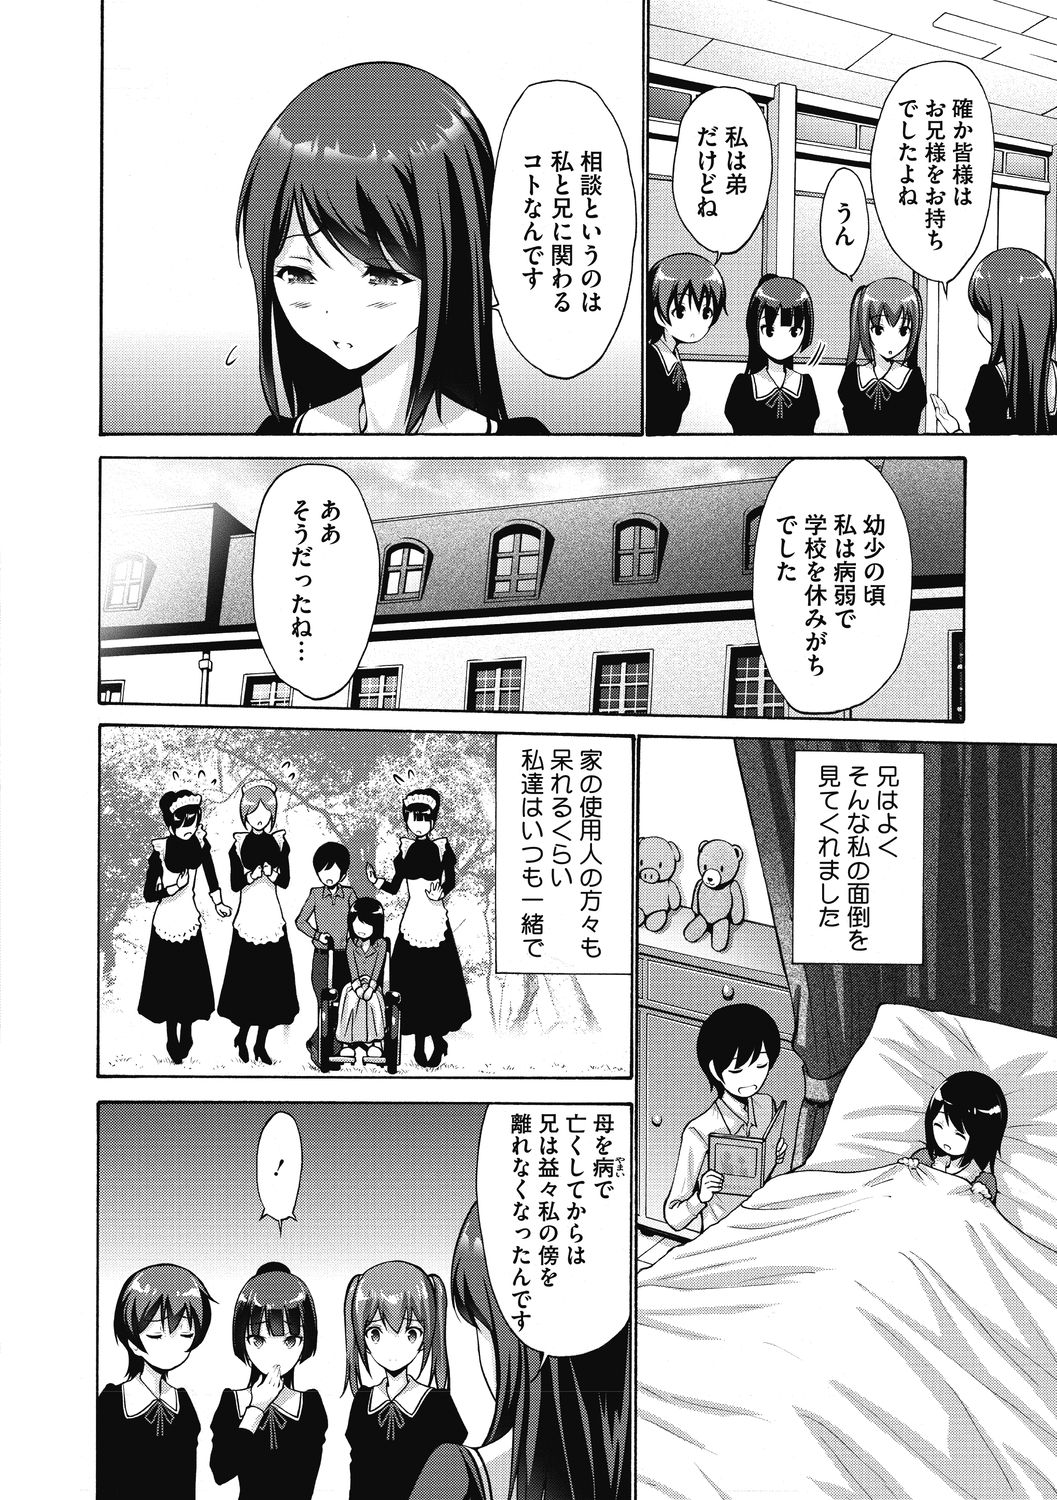 確か皆様は
お兄様をお持ち
でしたよね
うん
私は弟
だけどね
相談というのは
私と兄に関わる
コトなんです
幼少の頃
私は病弱で
学校を休みがち
でした
ああ
そうだったね…
兄はよく
そんな私の面倒を
見てくれました
家の使用人の方々も
呆れるくらい
私達はいつも一緒で
母を病で
やまい
亡くしてからは
兄は益々私の傍を
離れなくなったんです
！